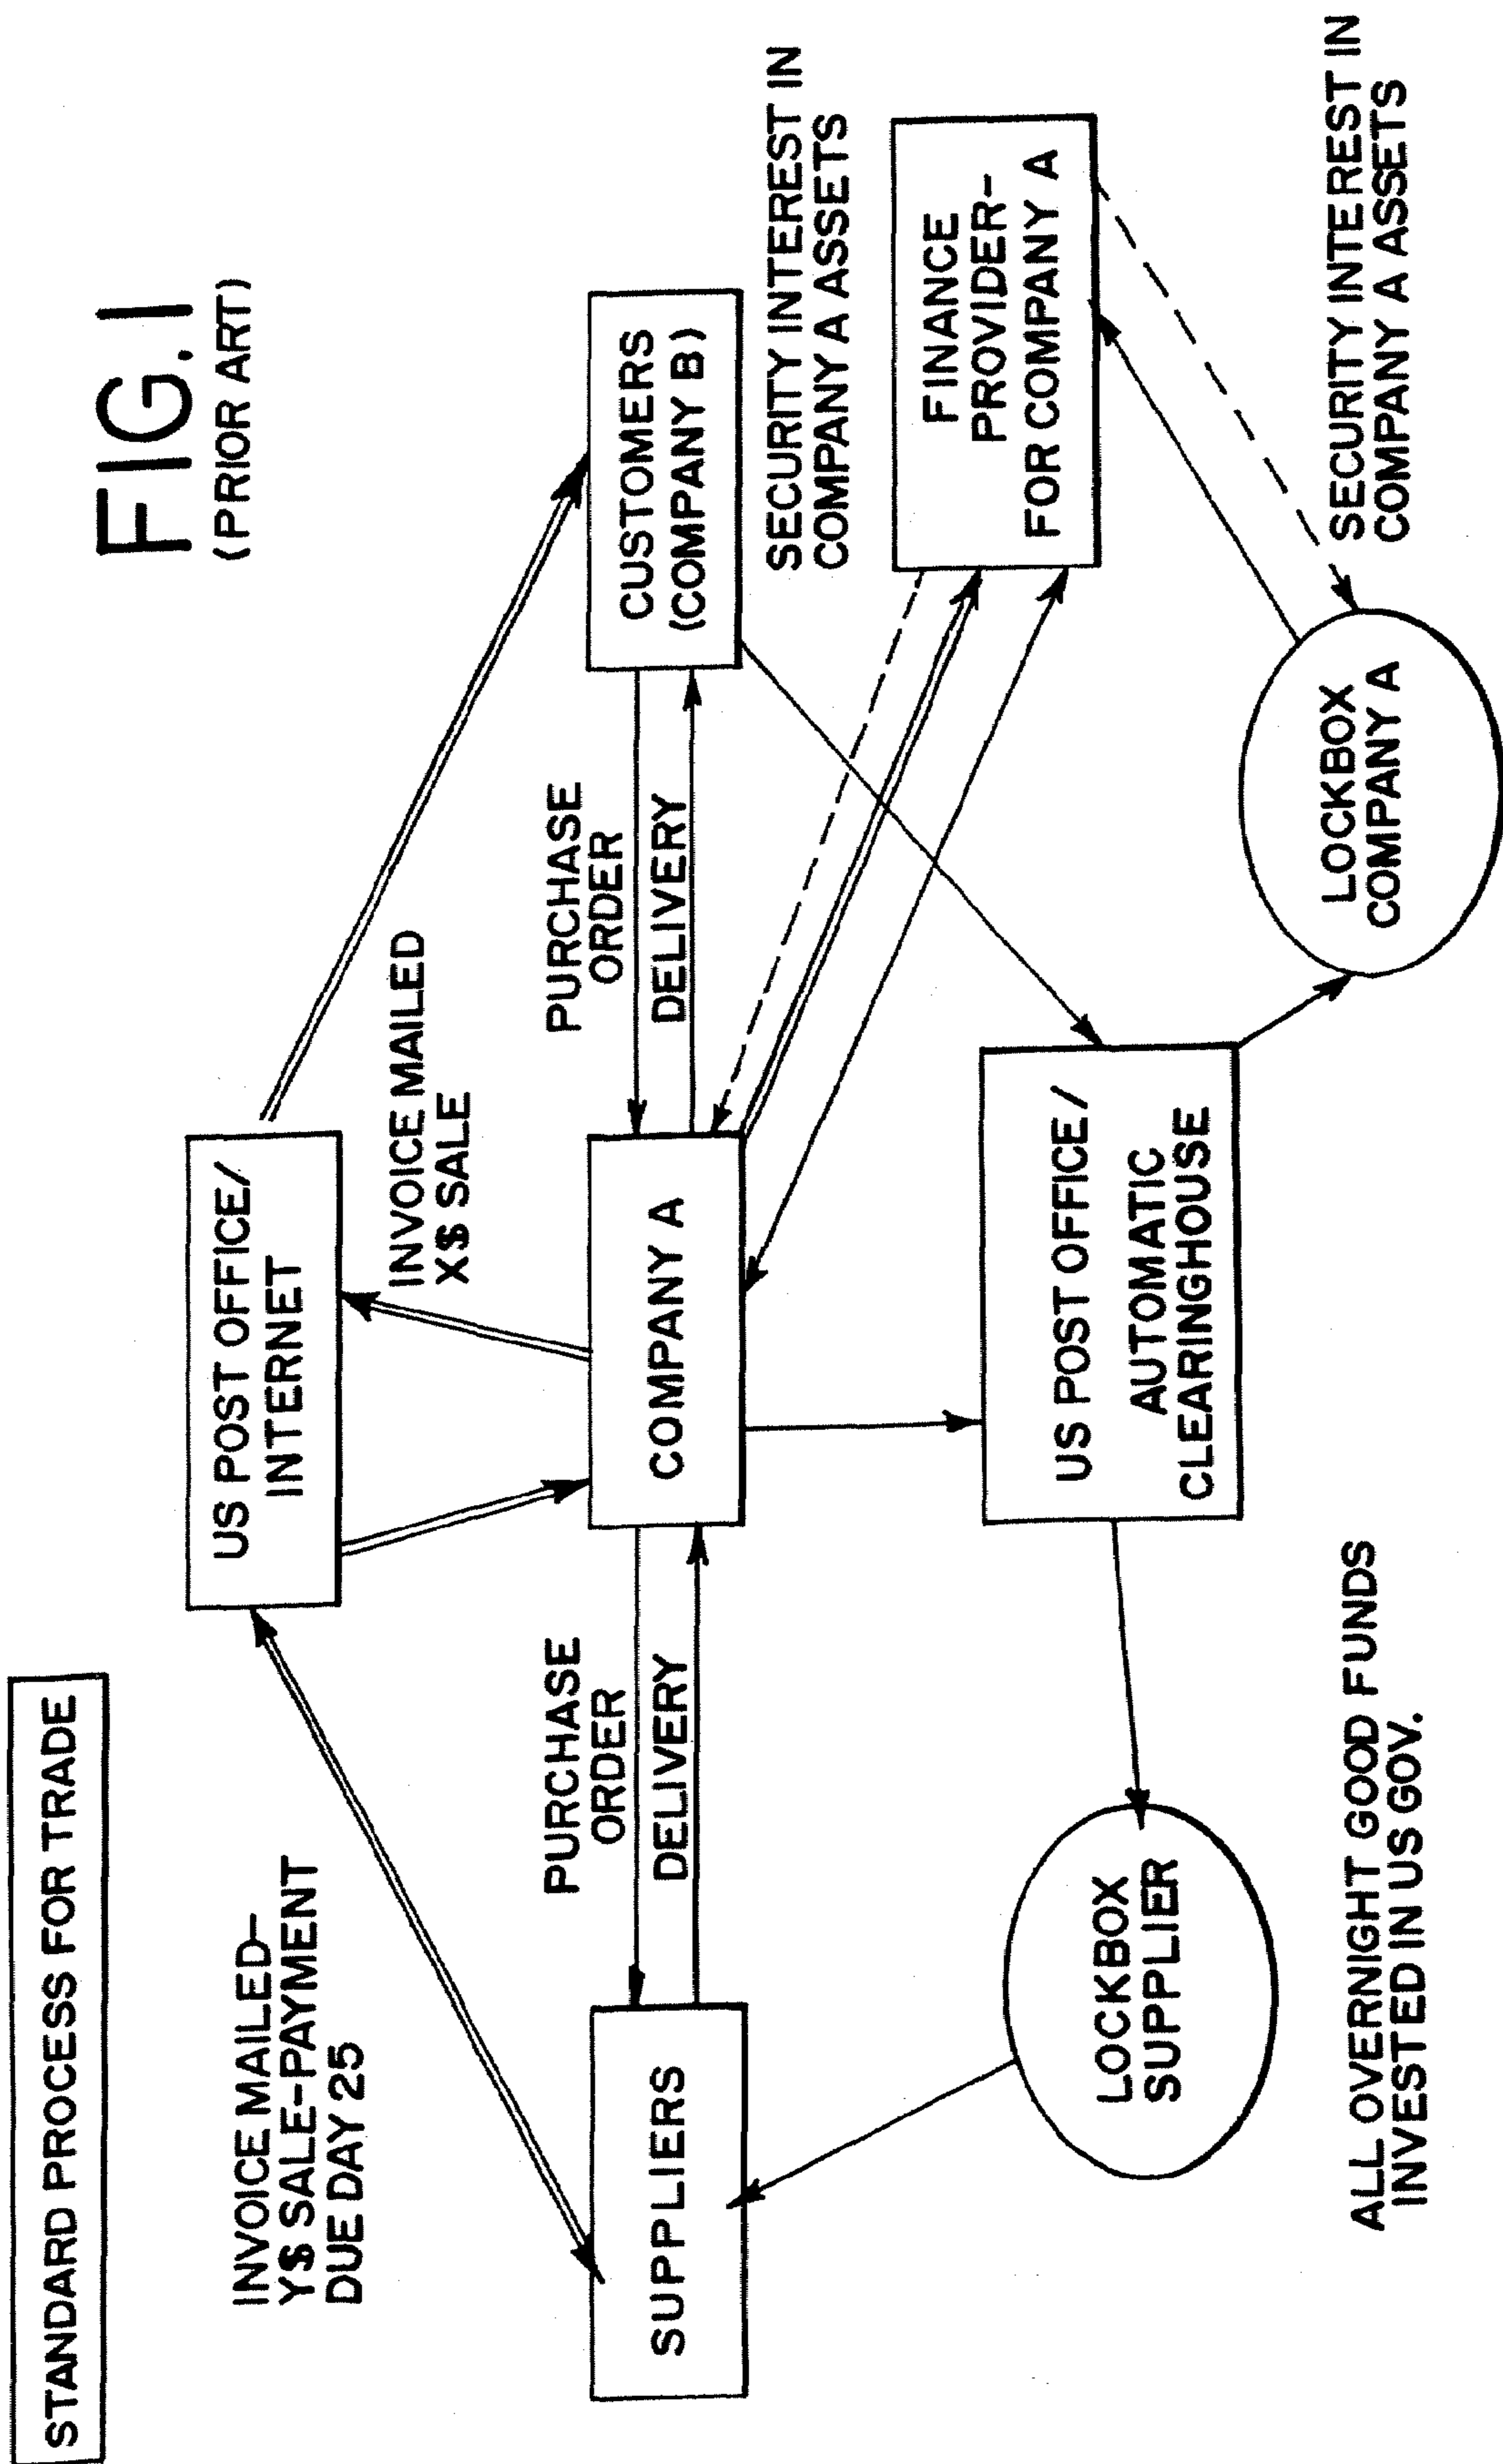 STANDARD PROCESS FOR TRADE
FIG. 1
(PRIOR ART)
US POST OFFICE/
INTERNET
INVOICE MAILED-
Y$ SALE-PAYMENT
DUE DAY 25
INVOICE MAILED
X$ SALE
SUPPLIERS
PURCHASE
ORDER
DELIVERY
COMPANY A
PURCHASE
ORDER
DELIVERY
CUSTOMERS
(COMPANY B)
SECURITY INTEREST IN
COMPANY A ASSETS
FINANCE
PROVIDER-
FOR COMPANY A
LOCKBOX
SUPPLIER
US POST OFFICE/
AUTOMATIC
CLEARINGHOUSE
LOCKBOX
COMPANY A
SECURITY INTEREST IN
COMPANY A ASSETS
ALL OVERNIGHT GOOD FUNDS
INVESTED IN US GOV.